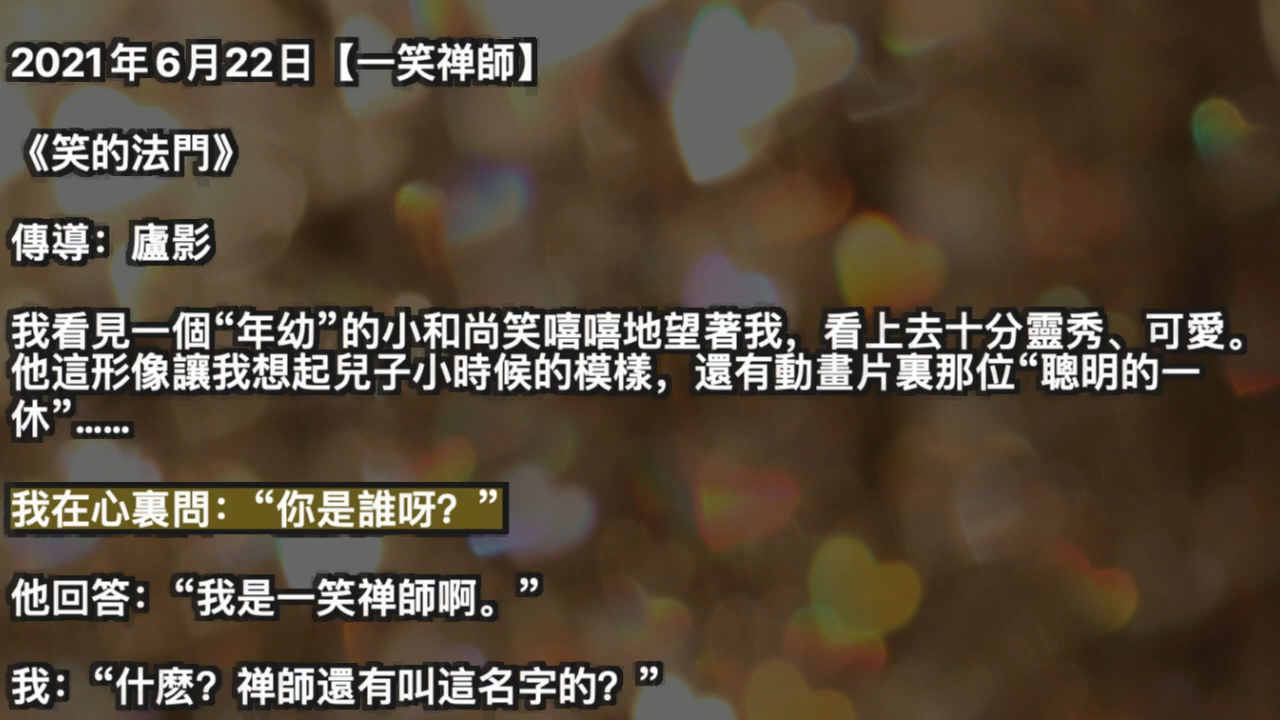 2021年6月22日【一笑禅師】
《笑的法門》
傳導：廬影
我看見一個“年幼”的小和尚笑嘻嘻地望著我，看上去十分靈秀、可愛。
他這形像讓我想起兒子小時候的模樣，還有動畫片裏那位“聰明的一
休”……
我在心裏問：“你是誰呀？”
他回答：“我是一笑禅師啊。”
我：“什麽？禅師還有叫這名字的？”